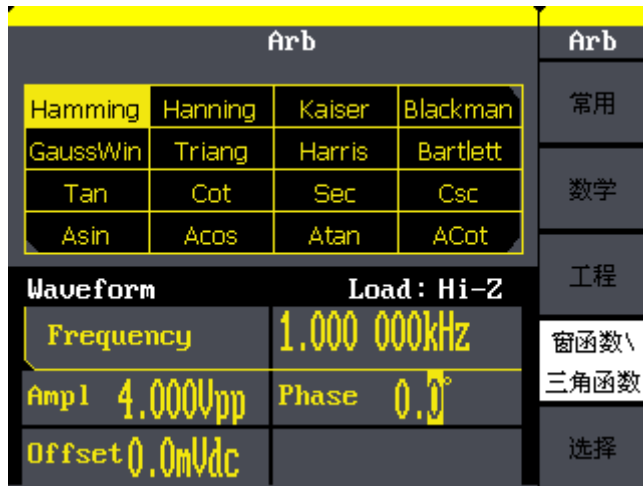 Arb
Arb
Hamming Hanning Kaiser Blackman
GaussWin Triang Harris Bartlett
Tan Cot Sec Csc
Asin Acos Atan ACot
常用
数学
工程
窗函数\
三角函数
选择
Waveform Load: Hi-Z
Frequency 1.000 000kHz
Ampl 4.000Vpp Phase 0.0°
Offset 0.0mVdc